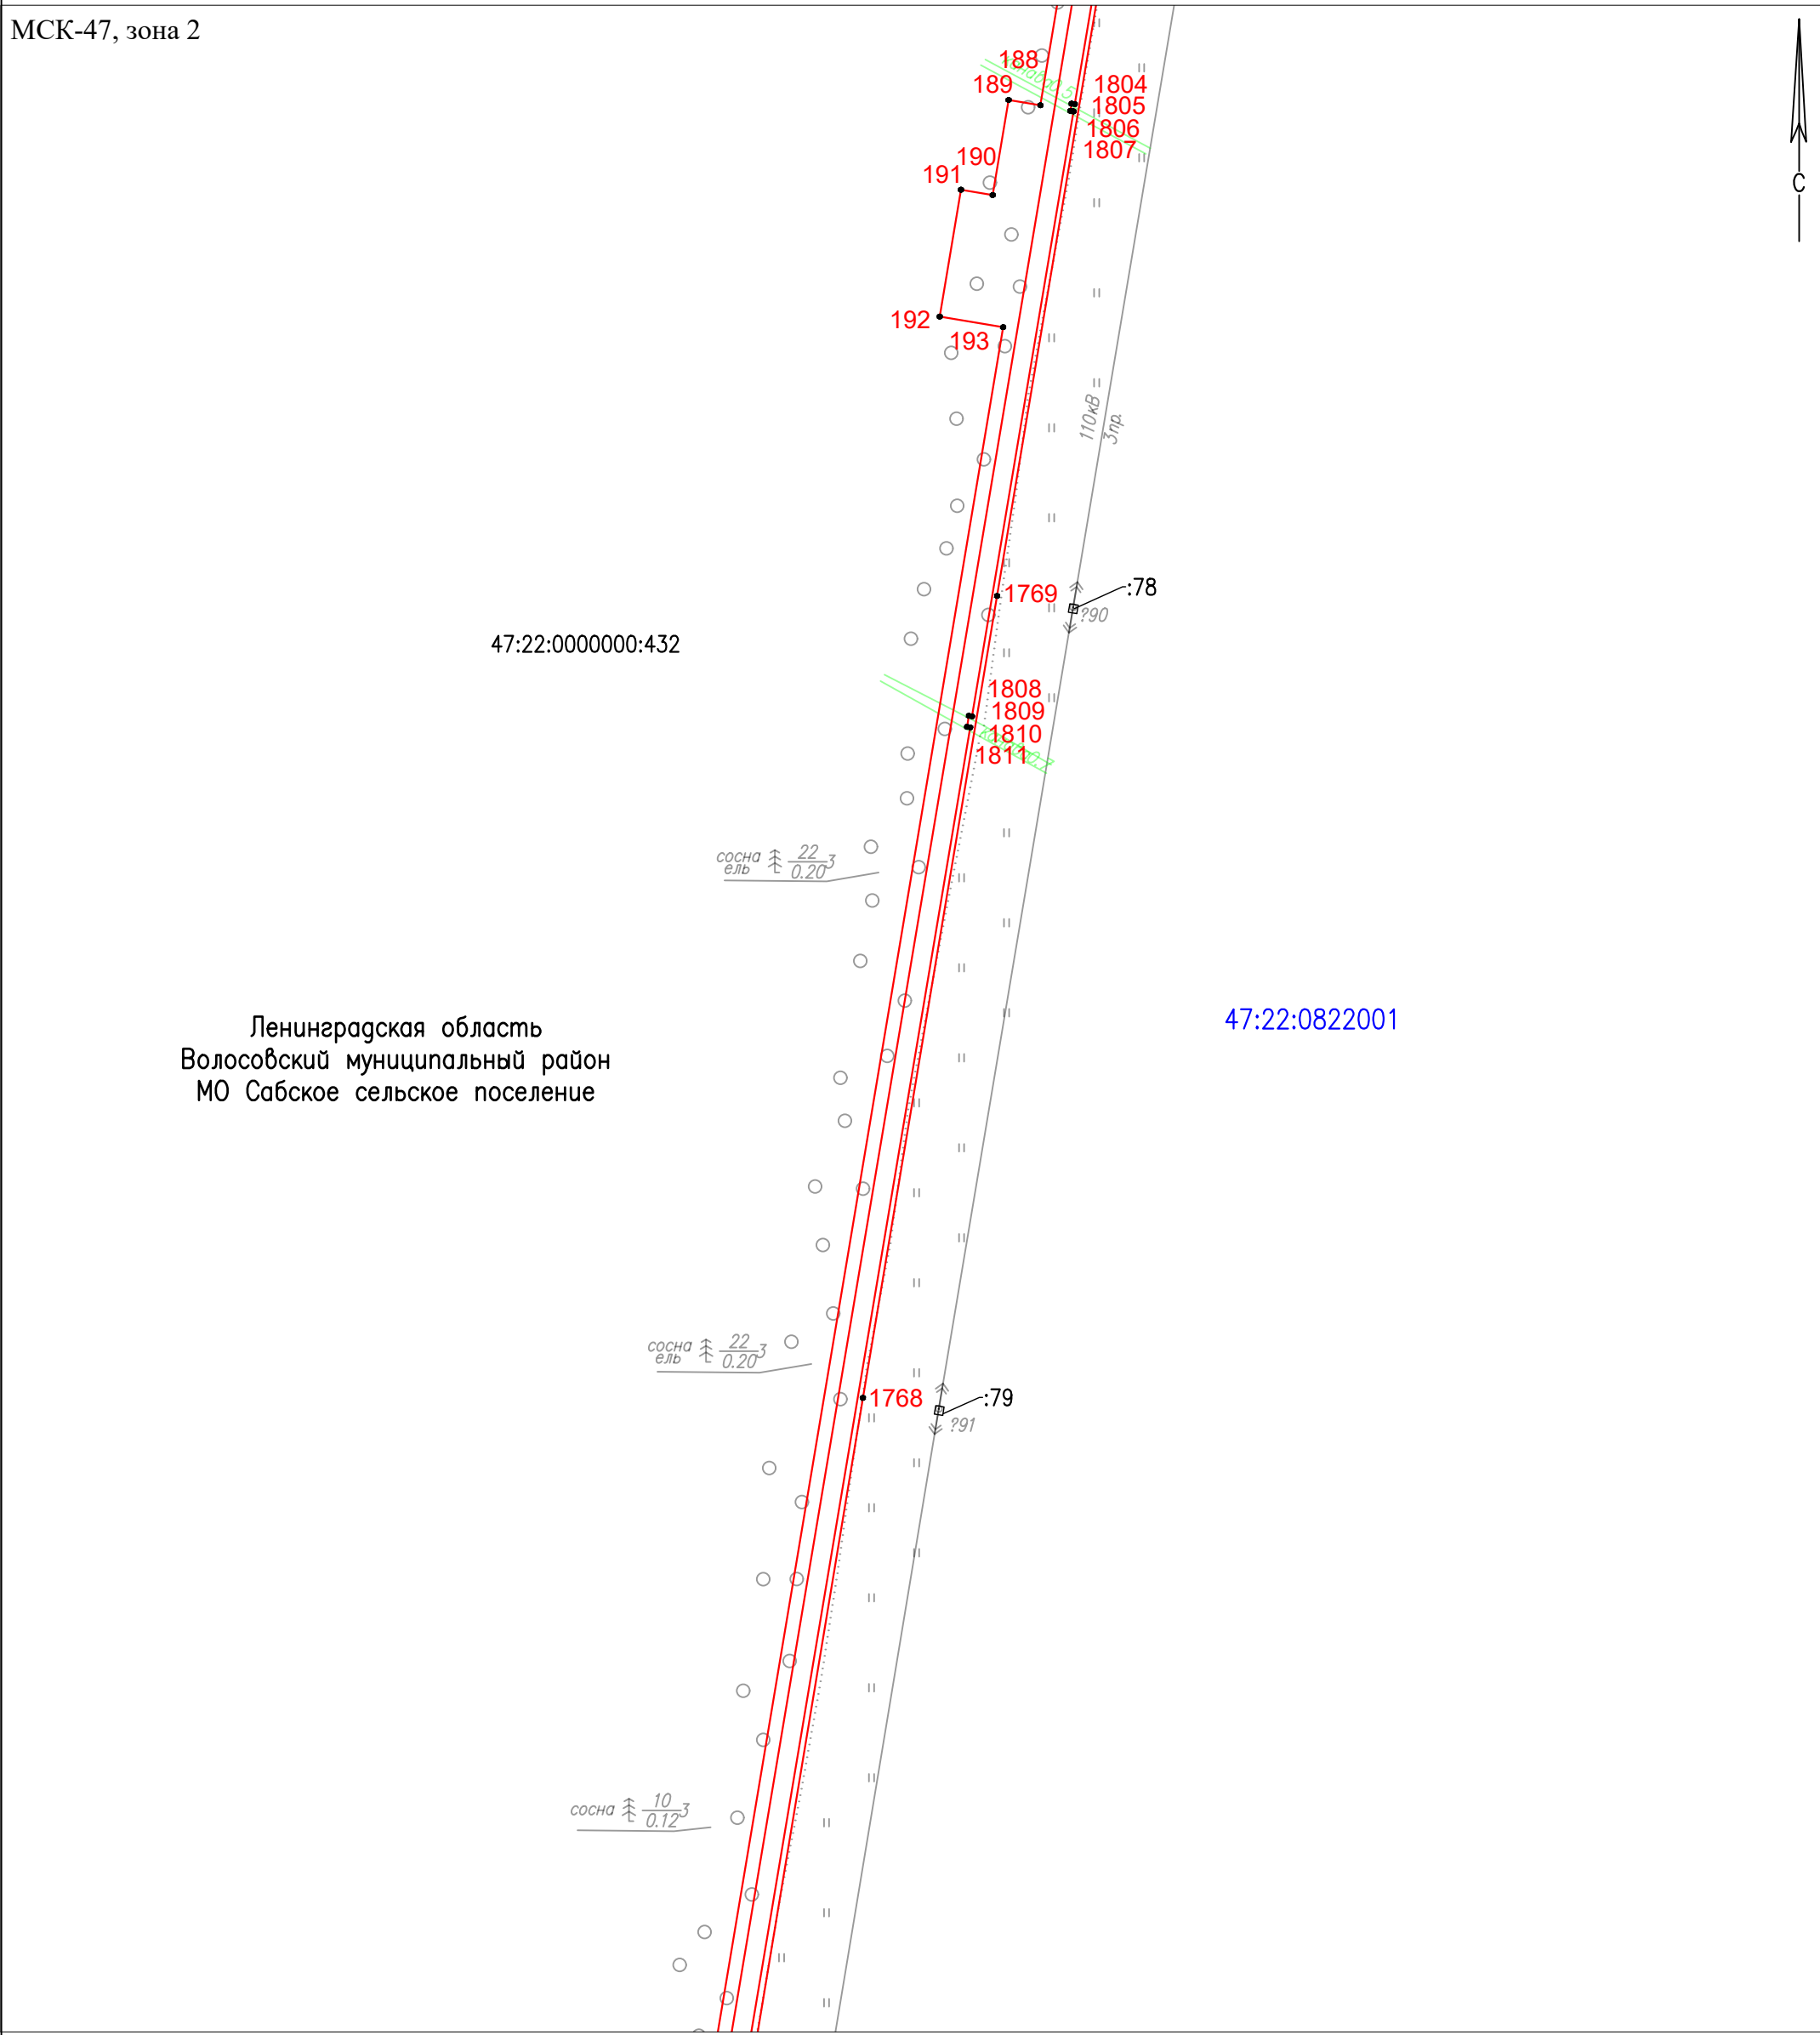 МСК-47, зона 2
188
189
1804
1805
1806
1807
190
191
С
192
193
110кВ
3пр.
1769
:78
?90
47:22:0000000:432
1808
1809
1810
1811
сосна
ель
22
0.20
3
Ленинградская область
Волосовский муниципальный район
МО Сабское сельское поселение
47:22:0822001
сосна
ель
22
0.20
3
1768
:79
?91
сосна
10
0.12
3